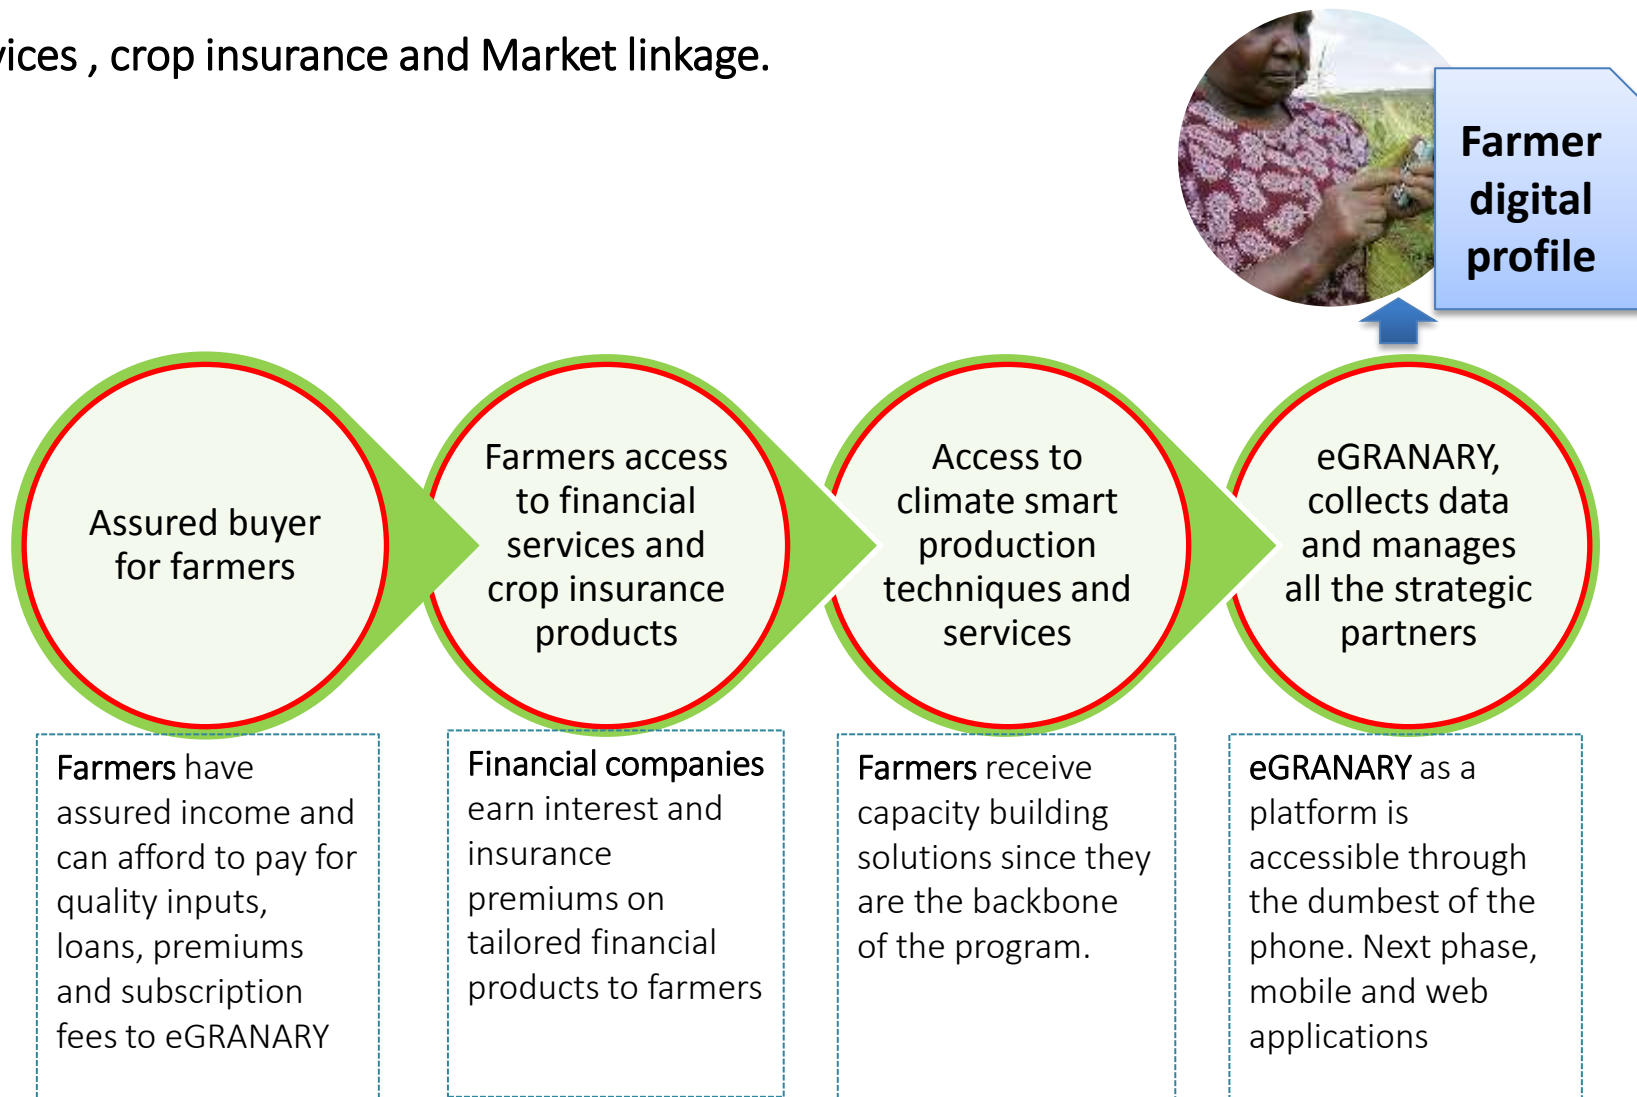 , crop insurance and Market linkage.
Farmer
digital
profile
Assured buyer
for farmers
Farmers access
to financial
services and
crop insurance
products
Access to
climate smart
production
techniques and
services
eGRANARY,
collects data
and manages
all the strategic
partners
Farmers have
assured income and
can afford to pay for
quality inputs,
loans, premiums
and subscription
fees to eGRANARY
Financial companies
earn interest and
insurance
premiums on
tailored financial
products to farmers
Farmers receive
capacity building
solutions since they
are the backbone
of the program.
eGRANARY as a
platform is
accessible through
the dumbest of the
phone. Next phase,
mobile and web
applications